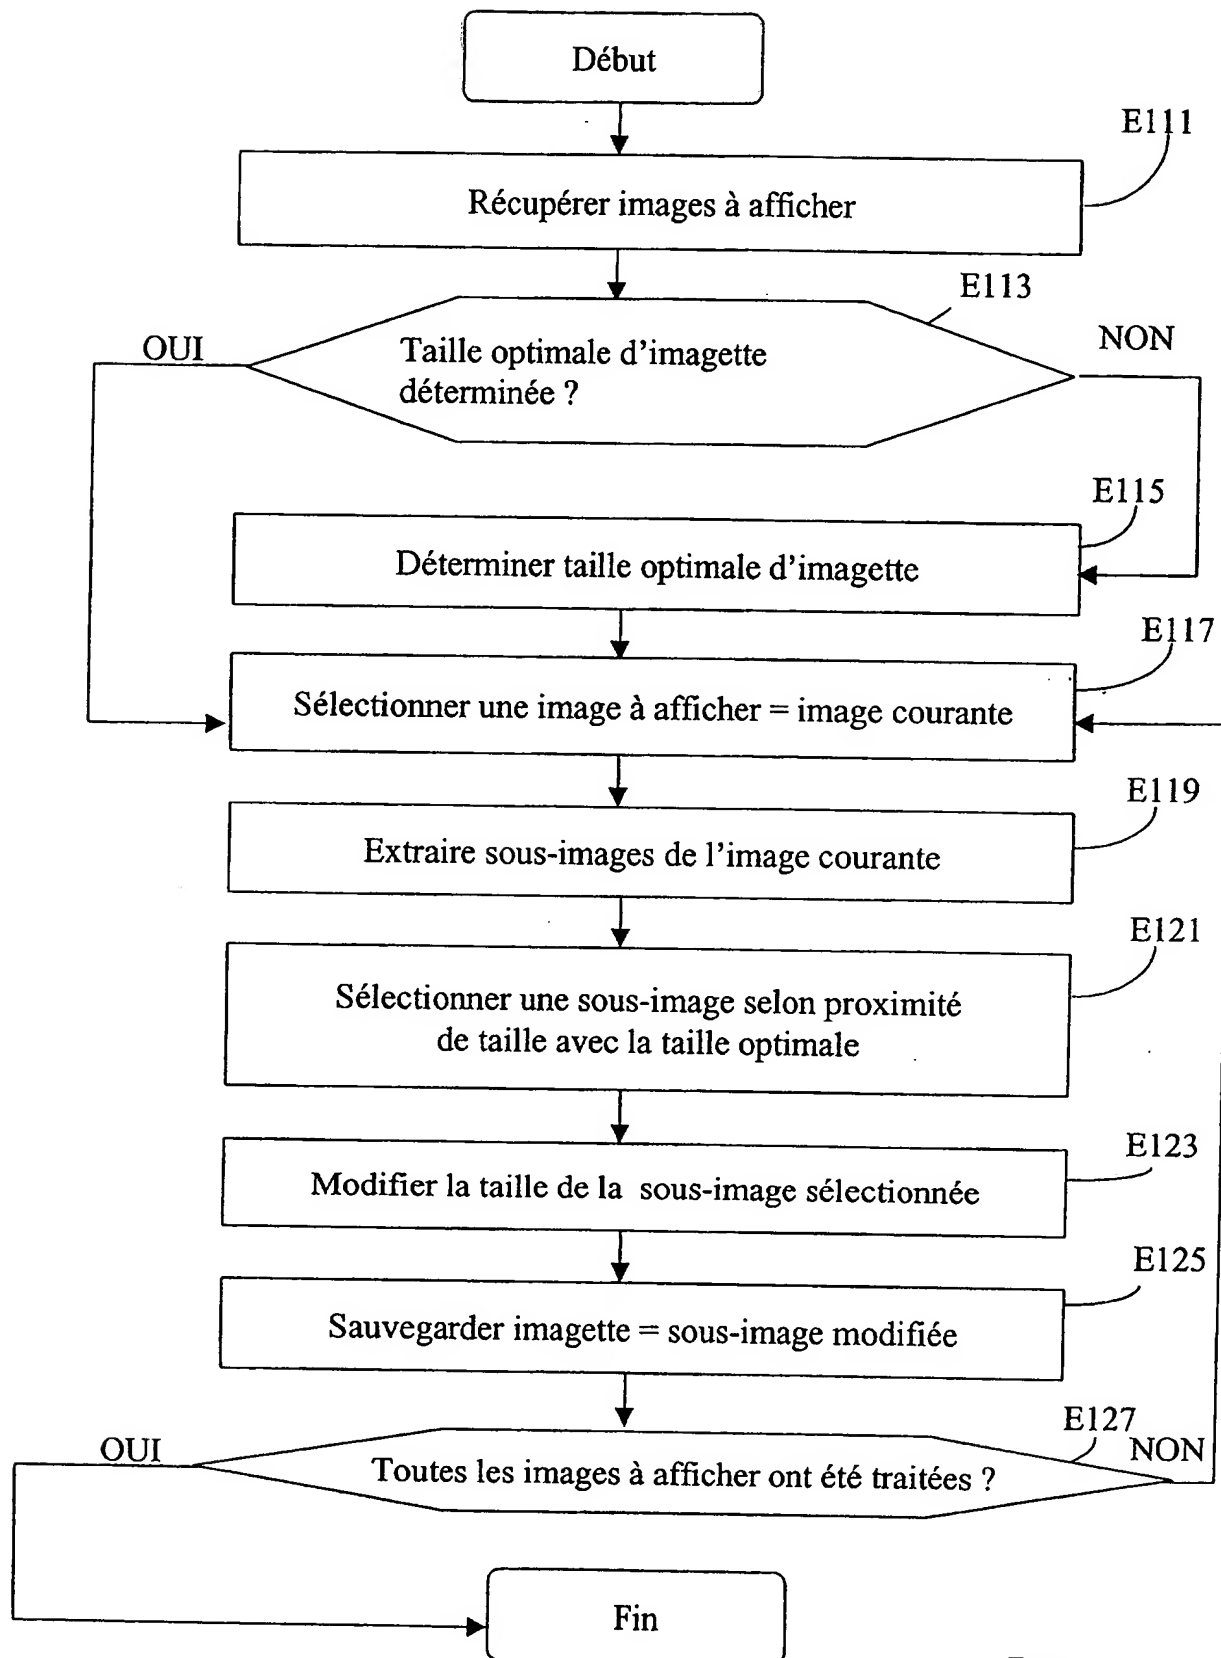 Début
E111
Récupérer images à afficher
E113
OUI
NON
Taille optimale d'imagette
déterminée ?
E115
Déterminer taille optimale d'imagette
E117
Sélectionner une image à afficher = image courante
E119
Extraire sous-images de l'image courante
E121
Sélectionner une sous-image selon proximité
de taille avec la taille optimale
E123
Modifier la taille de la sous-image sélectionnée
E125
Sauvegarder imagette = sous-image modifiée
E127
OUI
NON
Toutes les images à afficher ont été traitées ?
Fin